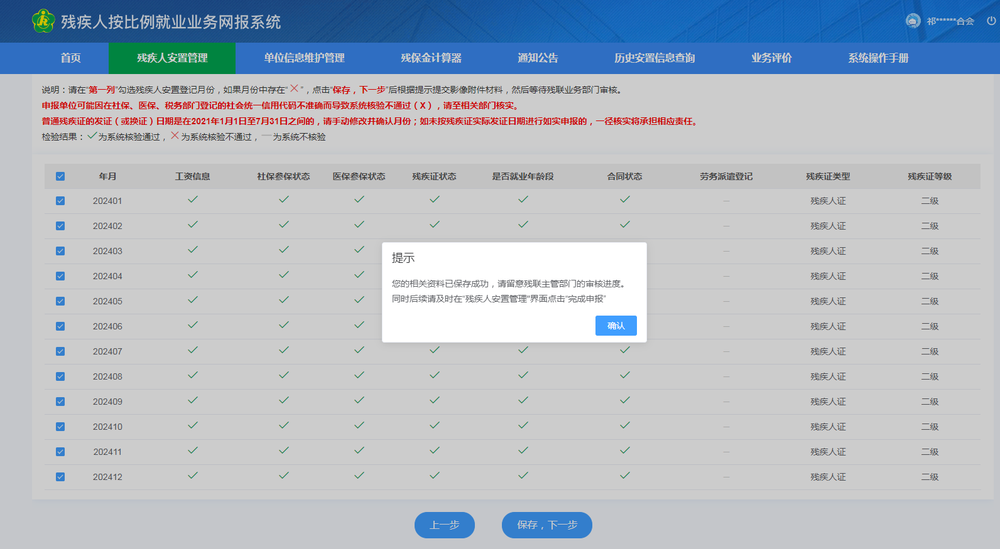 残疾人按比例就业业务网报系统
祁******合会
首页 残疾人安置管理 单位信息维护管理 残保金计算器 通知公告 历史安置信息查询 业务评价 系统操作手册
说明：请在“第一列”勾选残疾人安置登记月份，如果月份中存在“✕”，点击“保存，下一步”后根据提示提交影像附件材料，然后等待残联业务部门审核。
申报单位可能因在社保、医保、税务部门登记的社会统一信用代码不准确而导致系统核验不通过（X），请至相关部门核实。
普通残疾证的发证（或换证）日期是在2021年1月1日至7月31日之间的，请手动修改并确认月份；如未按残疾证实际发证日期进行如实申报的，一径核实将承担相应责任。
检验结果：✓为系统核验通过，✕为系统核验不通过，—为系统不核验
年月 工资信息 社保参保状态 医保参保状态 残疾证状态 是否就业年龄段 合同状态 劳务派遣登记 残疾证类型 残疾证等级
202401 ✓ ✓ ✓ ✓ ✓ ✓ — 残疾人证 二级
202402 ✓ ✓ ✓ ✓ ✓ ✓ — 残疾人证 二级
202403 ✓ ✓ ✓ — 残疾人证 二级
202404 ✓ ✓ ✓ — 残疾人证 二级
202405 ✓ ✓ ✓ — 残疾人证 二级
202406 ✓ ✓ ✓ — 残疾人证 二级
提示
您的相关资料已保存成功，请留意残联主管部门的审核进度。
同时后续请及时在“残疾人安置管理”界面点击“完成申报”
确认
202407 ✓ ✓ ✓ ✓ ✓ ✓ — 残疾人证 二级
202408 ✓ ✓ ✓ ✓ ✓ ✓ — 残疾人证 二级
202409 ✓ ✓ ✓ ✓ ✓ ✓ — 残疾人证 二级
202410 ✓ ✓ ✓ ✓ ✓ ✓ — 残疾人证 二级
202411 ✓ ✓ ✓ ✓ ✓ ✓ — 残疾人证 二级
202412 ✓ ✓ ✓ ✓ ✓ ✓ — 残疾人证 二级
上一步 保存，下一步